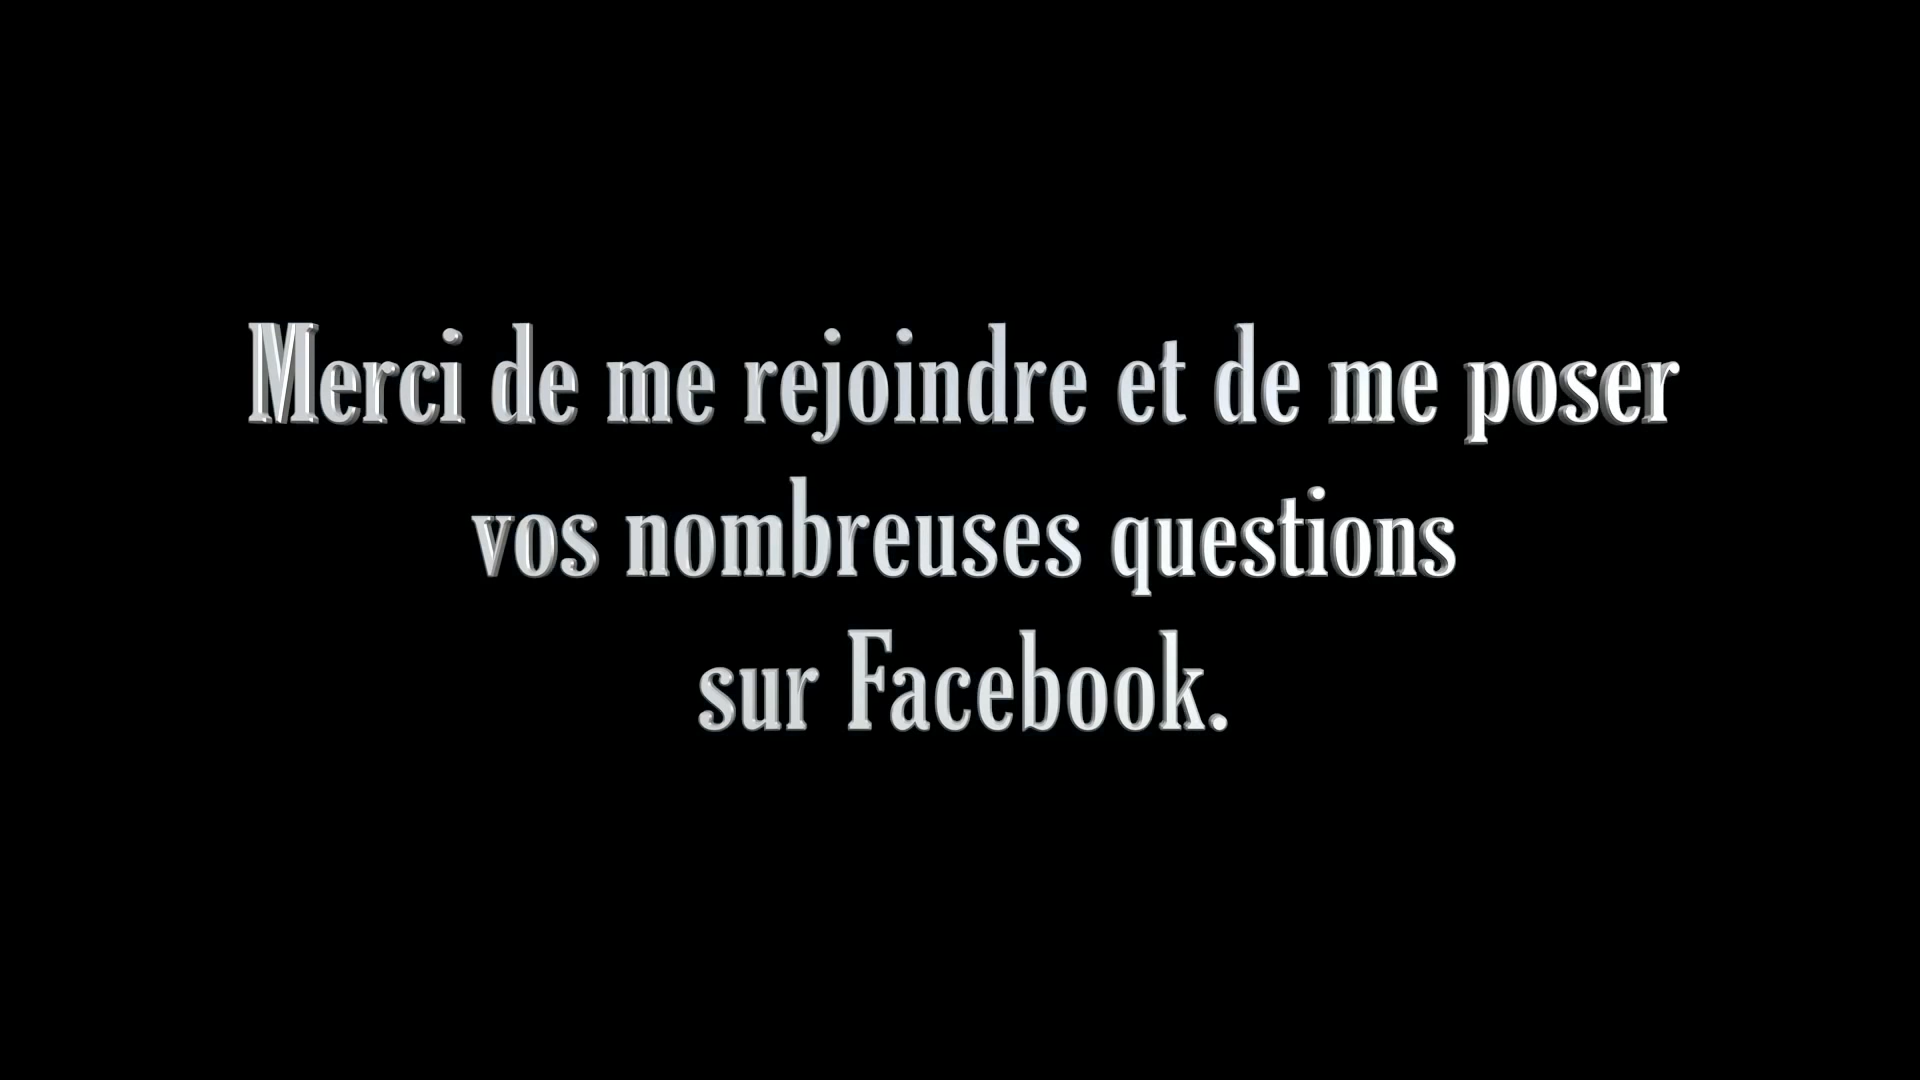 Merci de me rejoindre et de me poser
vos nombreuses questions
sur Facebook.